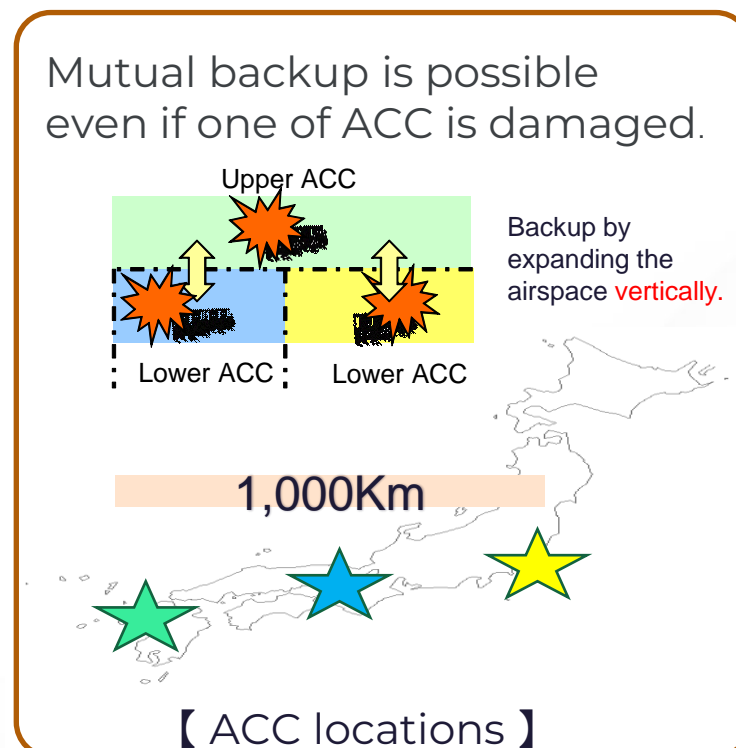 Mutual backup is possible
even if one of ACC is damaged.
Upper ACC
Backup by
expanding the
airspace vertically.
Lower ACC
Lower ACC
1,000Km
【 ACC locations 】